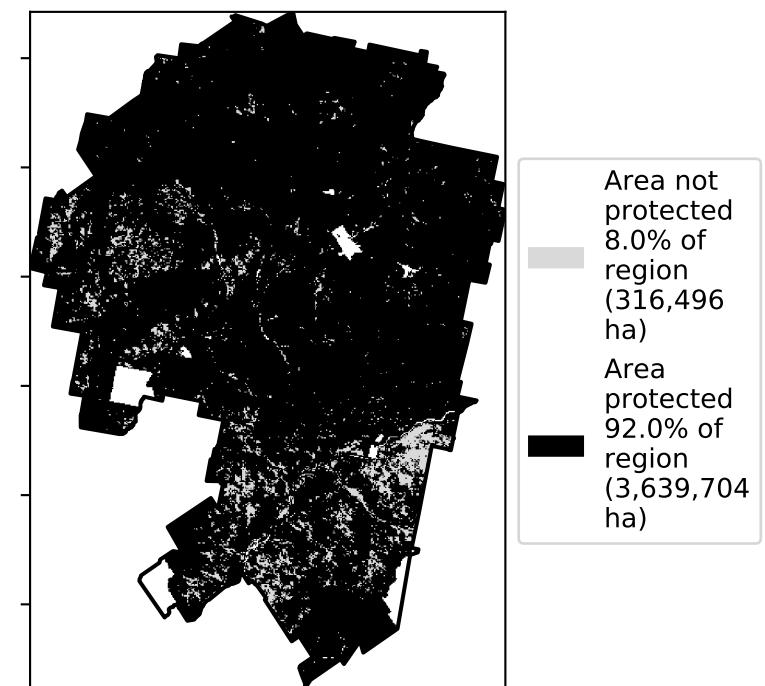 Area not
protected
8.0% of
region
(316,496
ha)
Area
protected
92.0% of
region
(3,639,704
ha)